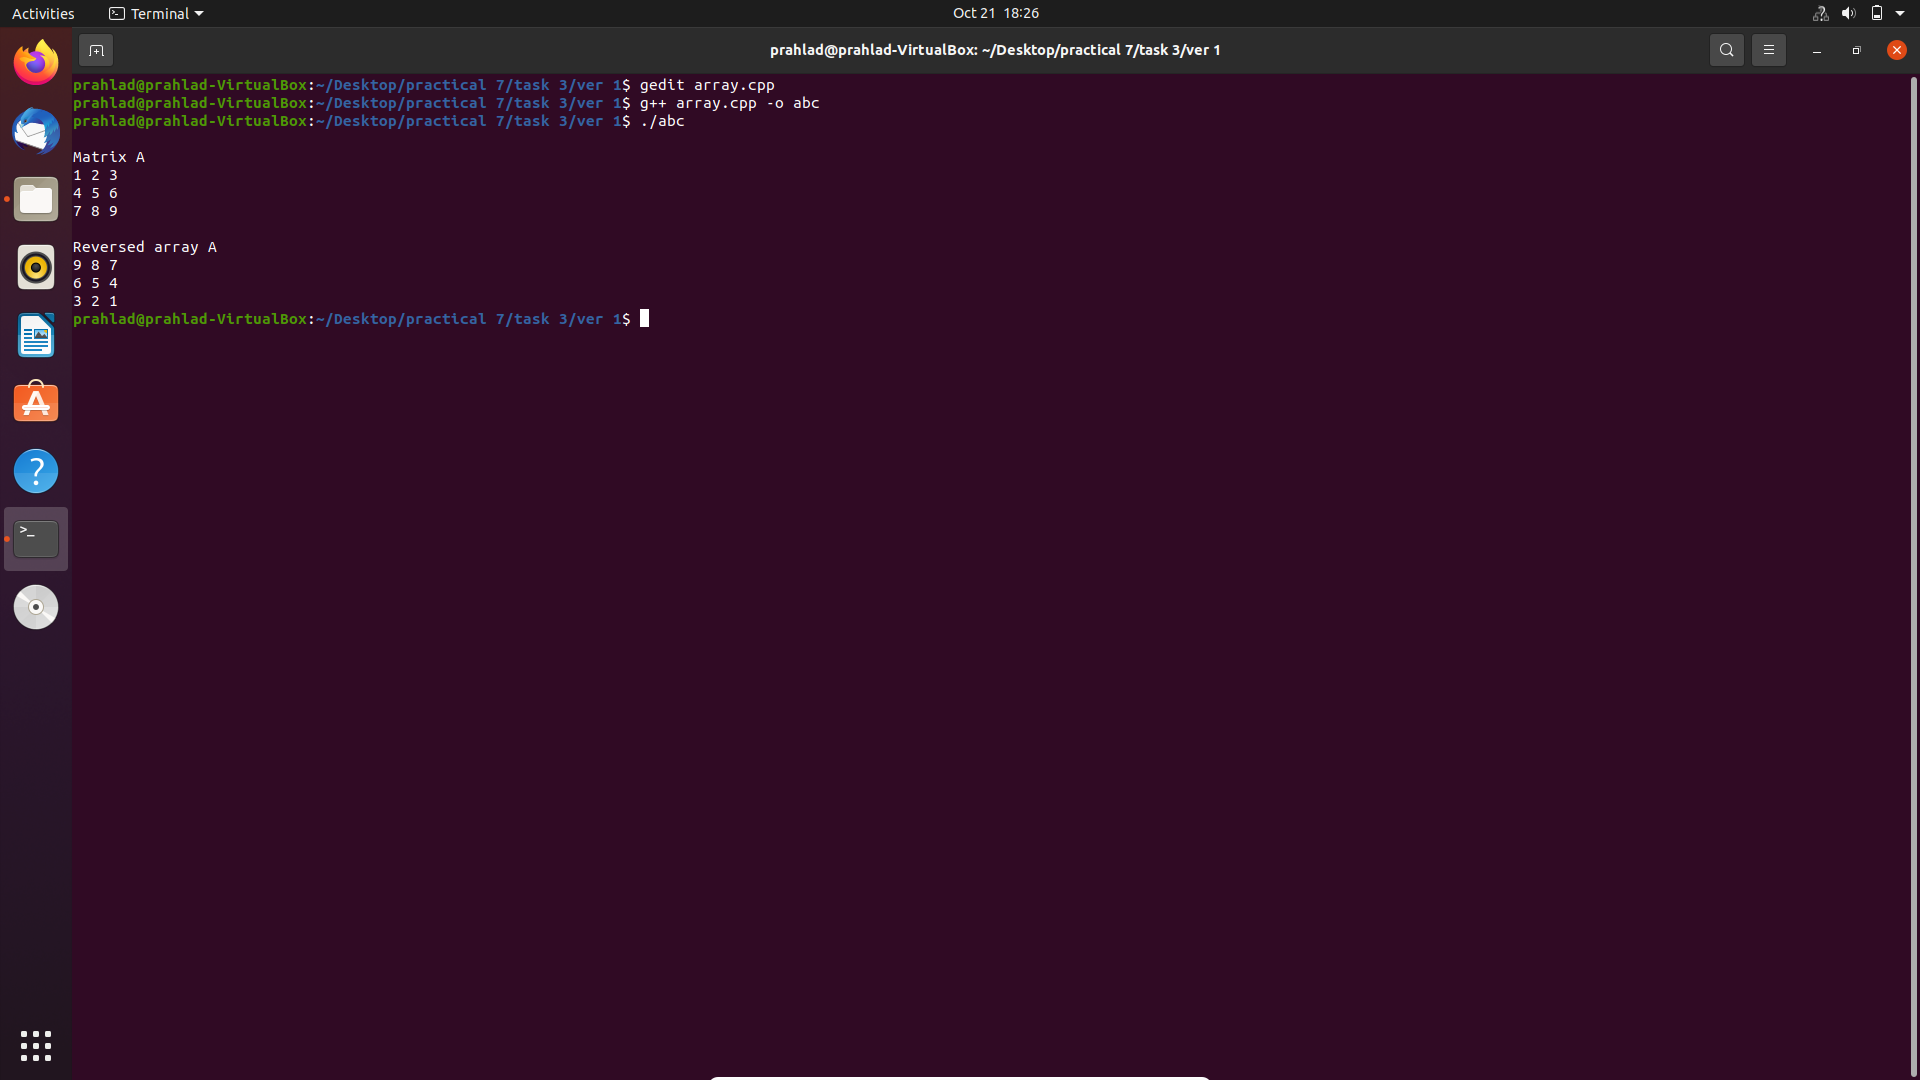 Activities Terminal Oct 21 18:26
prahlad@prahlad-VirtualBox: ~/Desktop/practical 7/task 3/ver 1
prahlad@prahlad-VirtualBox:~/Desktop/practical 7/task 3/ver 1$ gedit array.cpp
prahlad@prahlad-VirtualBox:~/Desktop/practical 7/task 3/ver 1$ g++ array.cpp -o abc
prahlad@prahlad-VirtualBox:~/Desktop/practical 7/task 3/ver 1$ ./abc
Matrix A
1 2 3
4 5 6
7 8 9
Reversed array A
9 8 7
6 5 4
3 2 1
prahlad@prahlad-VirtualBox:~/Desktop/practical 7/task 3/ver 1$